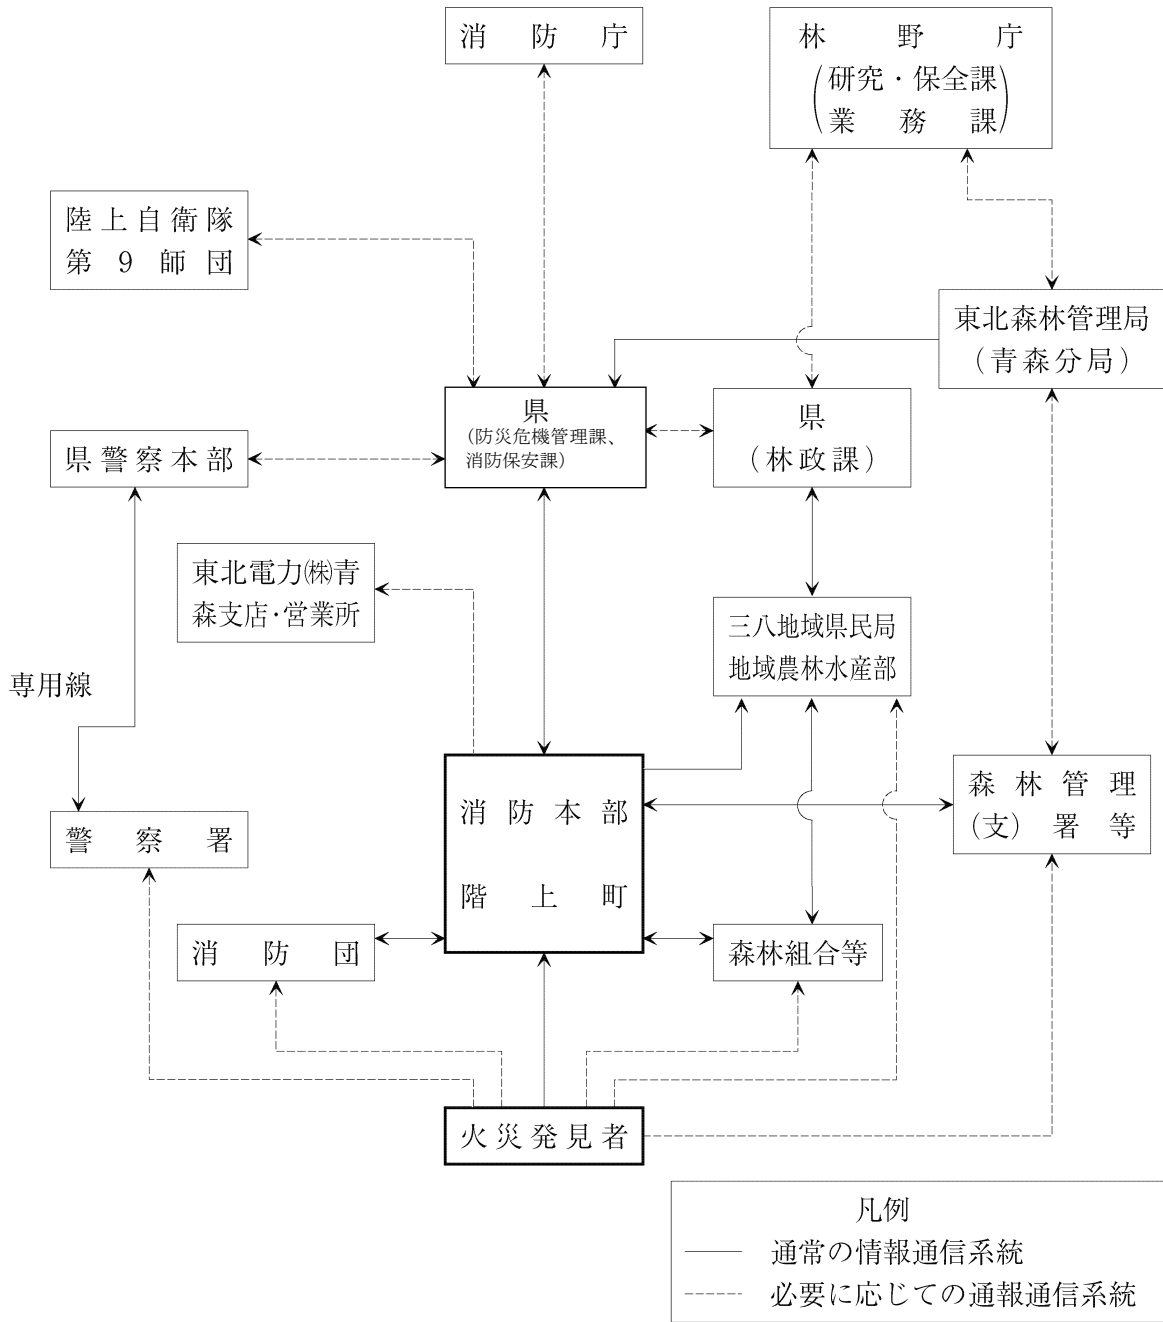 消防庁
林野庁
(研究・保全課
業務課)
陸上自衛隊
第9師団
東北森林管理局
(青森分局)
県
(防災危機管理課、
消防保安課)
県
(林政課)
県警察本部
東北電力㈱青
森支店・営業所
三八地域県民局
地域農林水産部
専用線
消防本部
階上町
森林管理
(支)署等
警察署
消防団
森林組合等
火災発見者
凡例
通常の情報通信系統
必要に応じての通報通信系統